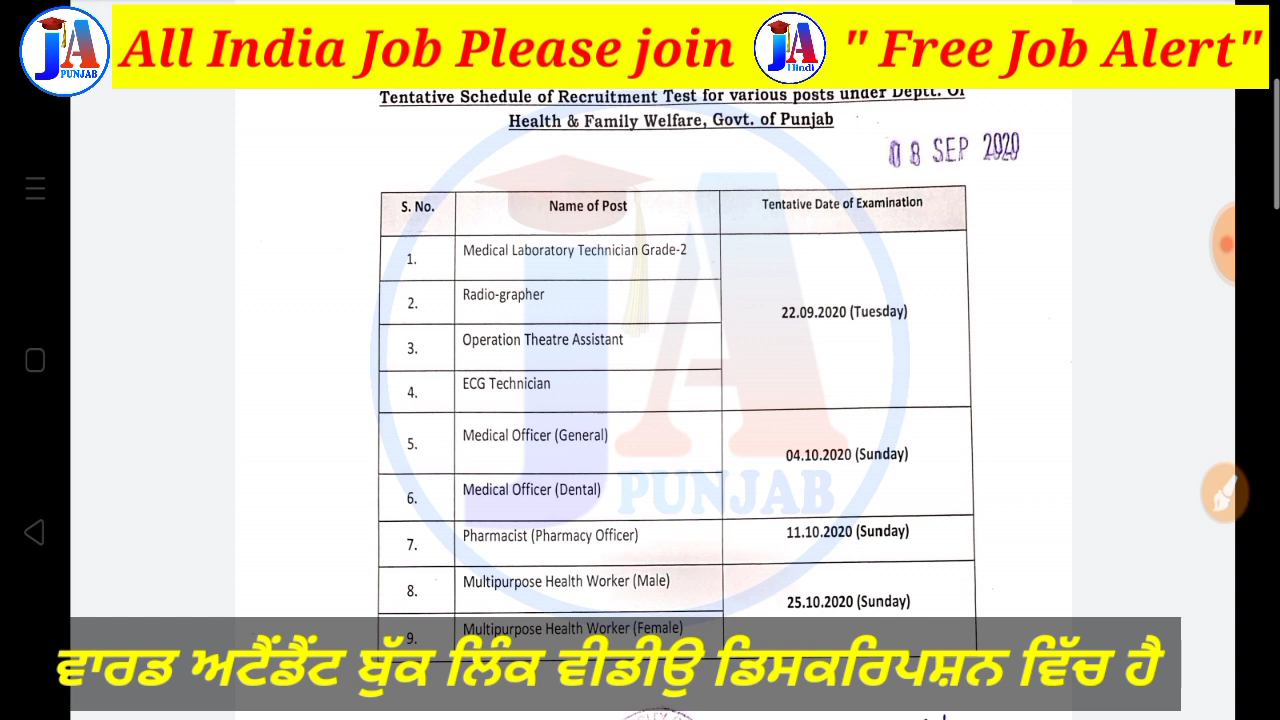 JA PUNJAB All India Job Please join JA Hindi " Free Job Alert"
Tentative Schedule of Recruitment Test for various posts under Deptt. Of
Health & Family Welfare, Govt. of Punjab
08 SEP 2020
S. No. Name of Post Tentative Date of Examination
1. Medical Laboratory Technician Grade-2
2. Radio-grapher
22.09.2020 (Tuesday)
3. Operation Theatre Assistant
4. ECG Technician
5. Medical Officer (General)
04.10.2020 (Sunday)
6. Medical Officer (Dental)
7. Pharmacist (Pharmacy Officer) 11.10.2020 (Sunday)
8. Multipurpose Health Worker (Male)
25.10.2020 (Sunday)
9. Multipurpose Health Worker (Female)
JA
PUNJAB
ਵਾਰਡ ਅਟੈਂਡੈਂਟ ਬੁੱਕ ਲਿੰਕ ਵੀਡੀਉ ਡਿਸਕਰਿਪਸ਼ਨ ਵਿੱਚ ਹੈ